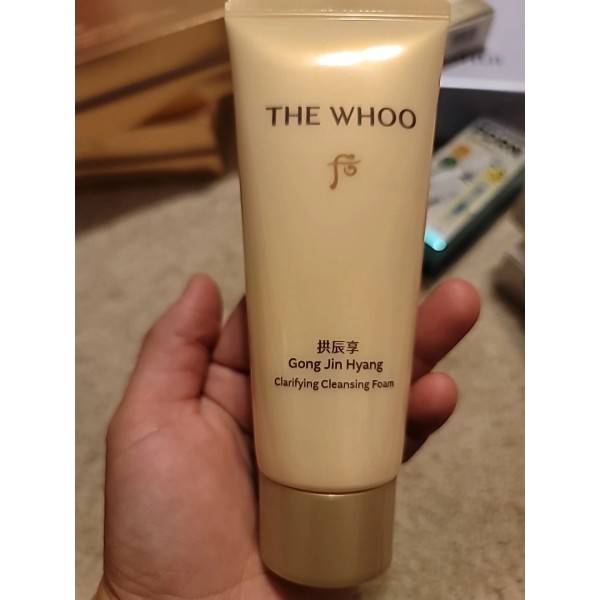 THE WHOO
拱辰享
Gong Jin Hyang
Clarifying Cleansing Foam